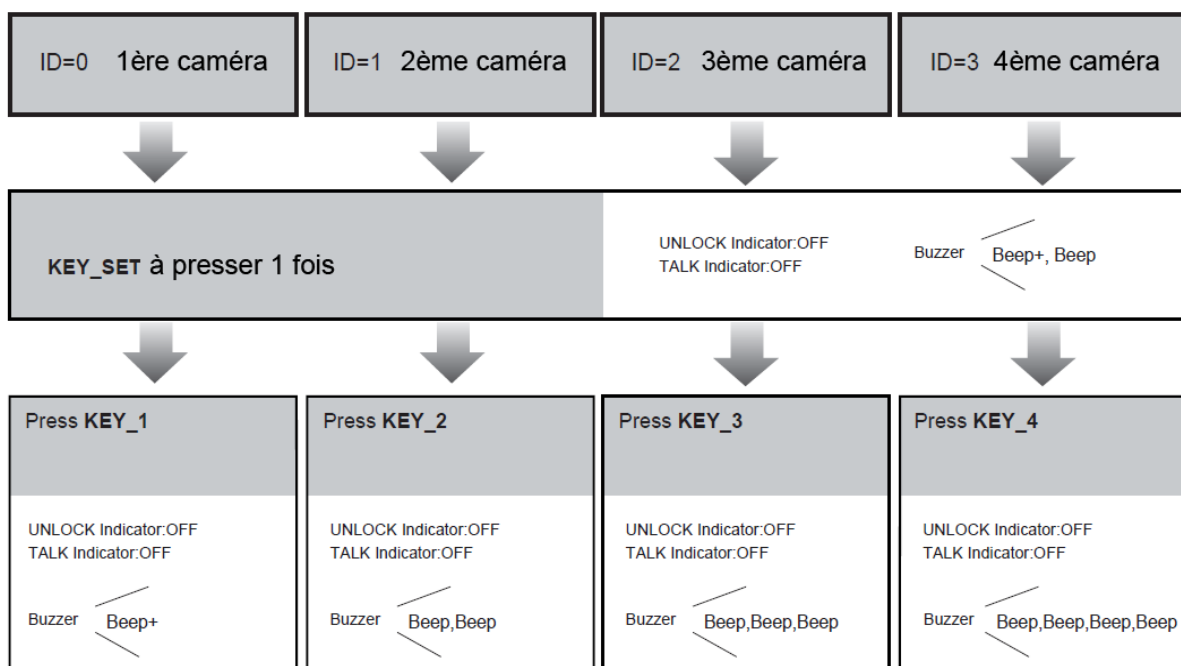 ID=0 1ère caméra
ID=1 2ème caméra
ID=2 3ème caméra
ID=3 4ème caméra
KEY_SET à presser 1 fois
UNLOCK Indicator:OFF
TALK Indicator:OFF
Buzzer Beep+, Beep
Press KEY_1
UNLOCK Indicator:OFF
TALK Indicator:OFF
Buzzer Beep+
Press KEY_2
UNLOCK Indicator:OFF
TALK Indicator:OFF
Buzzer Beep,Beep
Press KEY_3
UNLOCK Indicator:OFF
TALK Indicator:OFF
Buzzer Beep,Beep,Beep
Press KEY_4
UNLOCK Indicator:OFF
TALK Indicator:OFF
Buzzer Beep,Beep,Beep,Beep